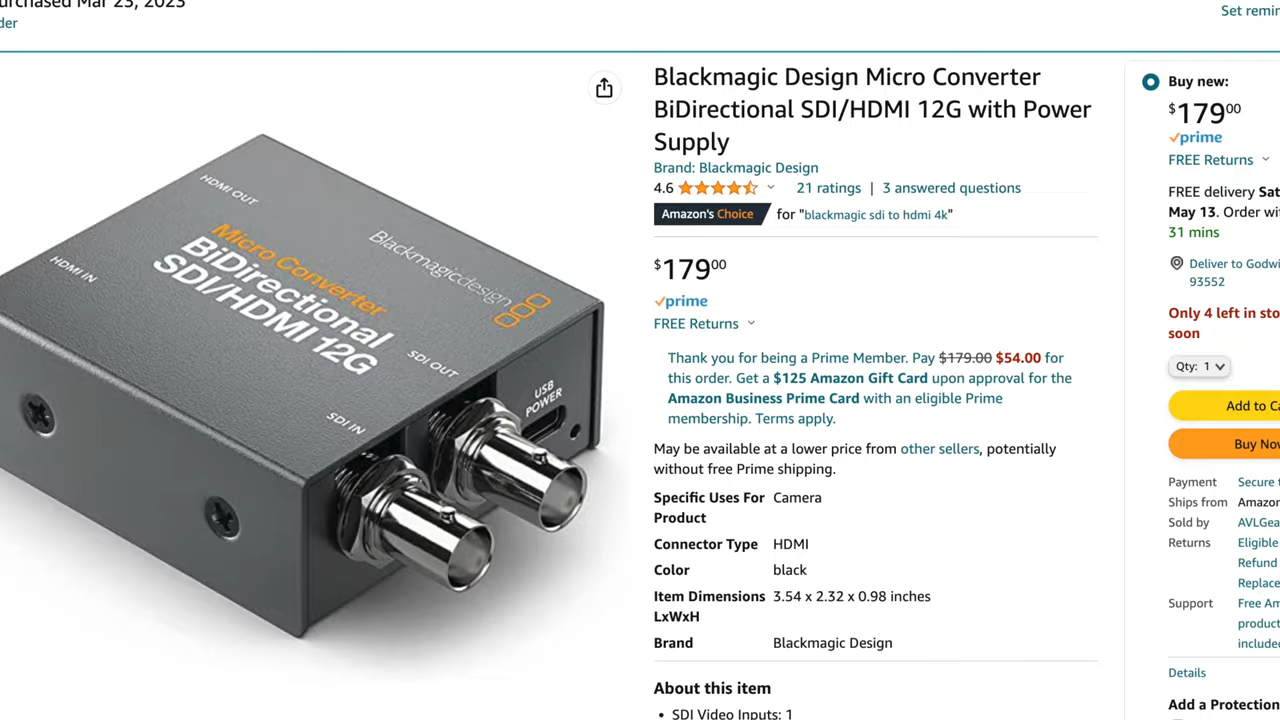 urchased Mar 23, 2023
der
Set remin
HDMI OUT
HDMI IN
Micro Converter
BiDirectional
SDI/HDMI 12G
Blackmagicdesign
SDI OUT
SDI IN
USB
POWER
Blackmagic Design Micro Converter
BiDirectional SDI/HDMI 12G with Power
Supply
Brand: Blackmagic Design
4.6 21 ratings | 3 answered questions
Amazon's Choice for "blackmagic sdi to hdmi 4k"
$17900
prime
FREE Returns
Thank you for being a Prime Member. Pay $179.00 $54.00 for
this order. Get a $125 Amazon Gift Card upon approval for the
Amazon Business Prime Card with an eligible Prime
membership. Terms apply.
May be available at a lower price from other sellers, potentially
without free Prime shipping.
Specific Uses For Camera
Product
Connector Type HDMI
Color black
Item Dimensions 3.54 x 2.32 x 0.98 inches
LxWxH
Brand Blackmagic Design
About this item
• SDI Video Inputs: 1
Buy new:
$17900
prime
FREE Returns
FREE delivery Sat
May 13. Order wi
31 mins
Deliver to Godwi
93552
Only 4 left in sto
soon
Qty: 1
Add to Ca
Buy Now
Payment Secure t
Ships from Amazon
Sold by AVLGea
Returns Eligible
Refund
Replace
Support Free Am
product
included
Details
Add a Protection